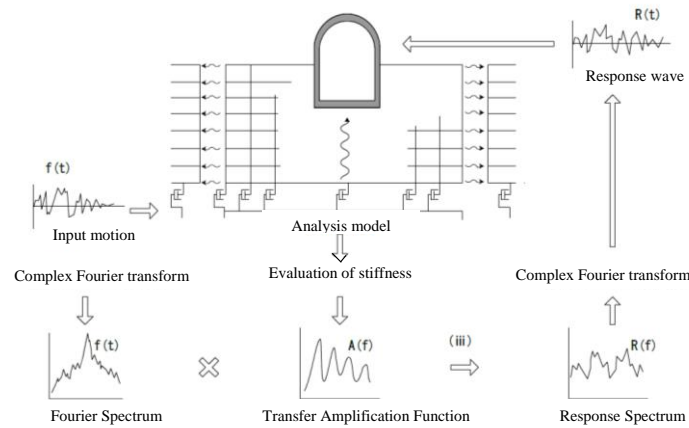 R(t)
Response wave
f(t)
Input motion
Analysis model
Complex Fourier transform
Evaluation of stiffness
Complex Fourier transform
f(t)
A(f)
(iii)
R(f)
Fourier Spectrum
Transfer Amplification Function
Response Spectrum